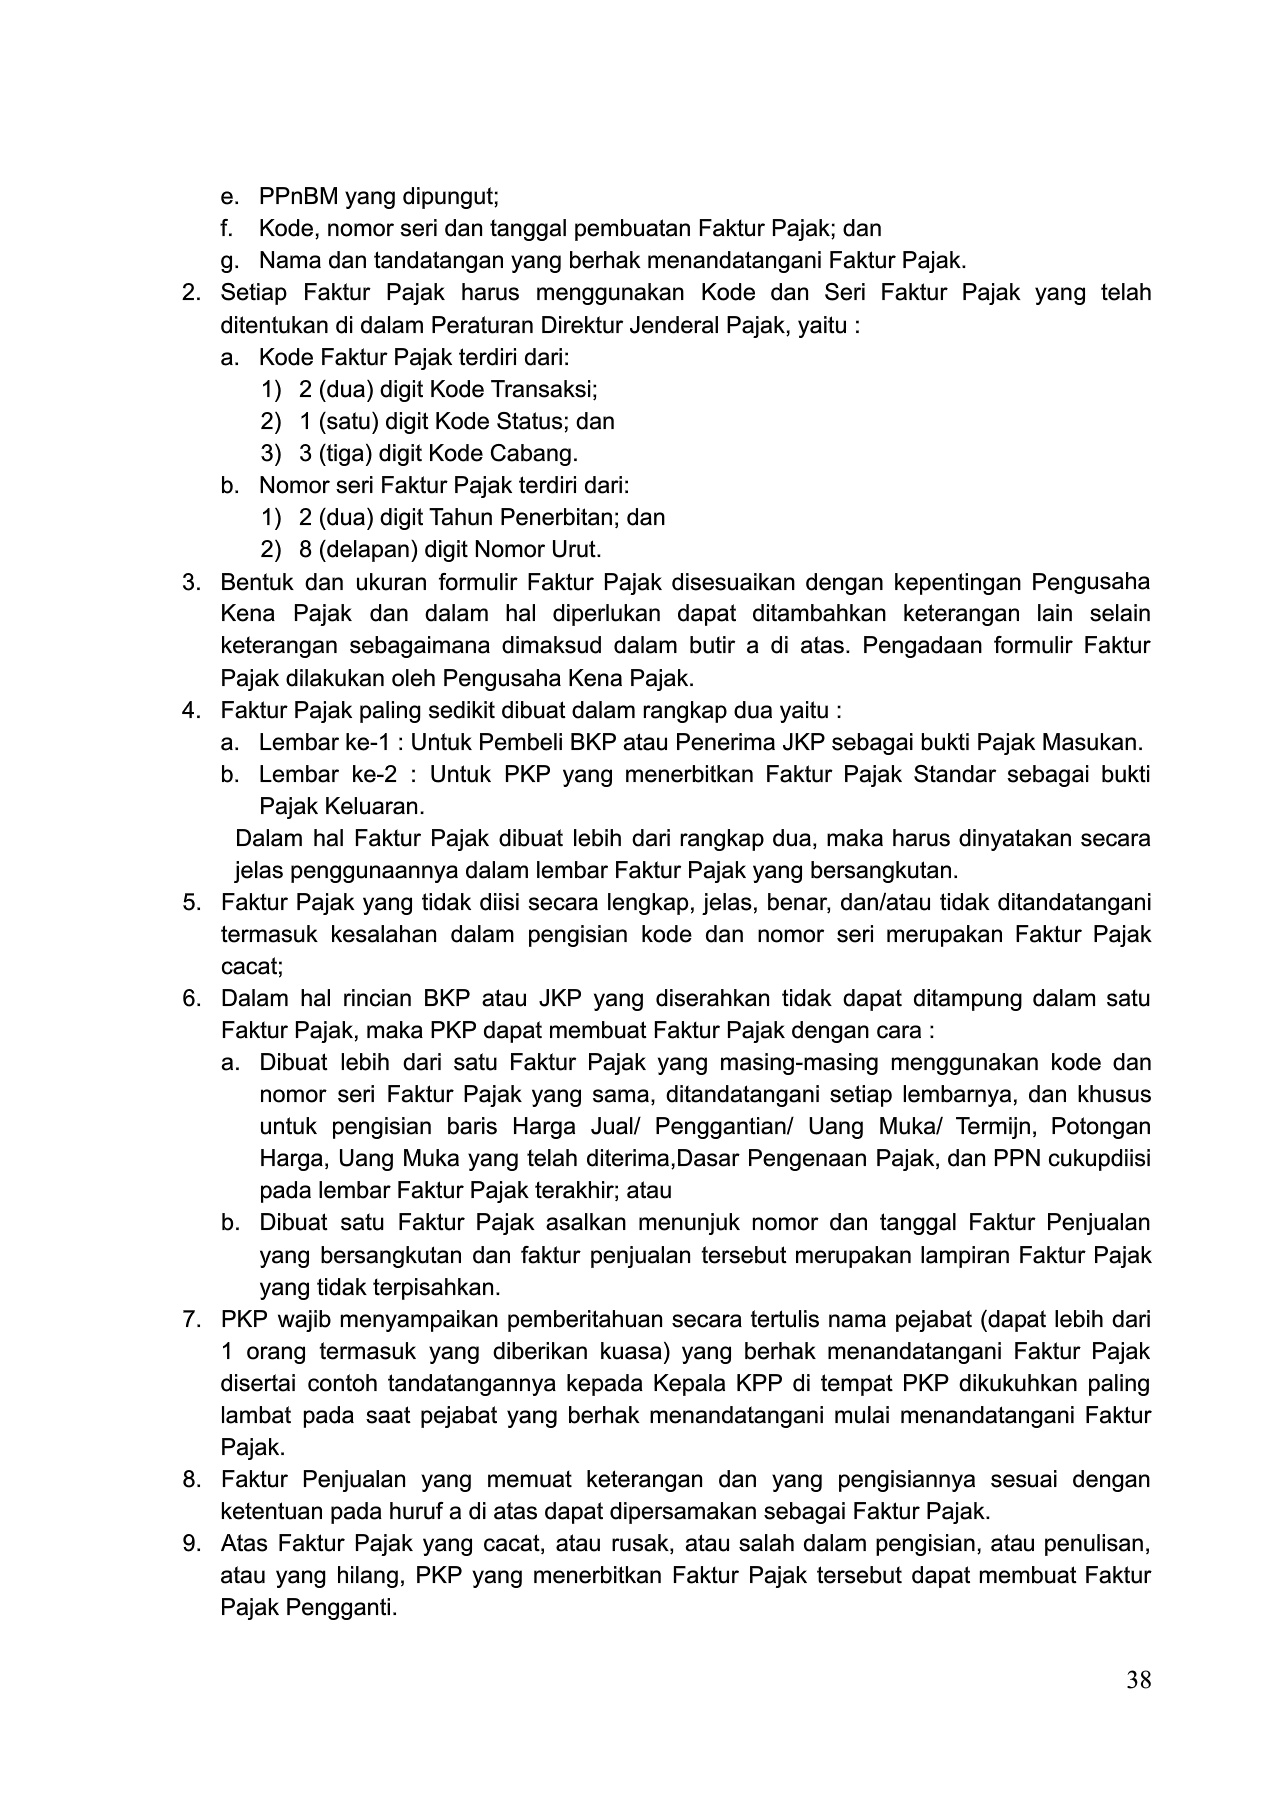 e. PPnBM yang dipungut;
f. Kode, nomor seri dan tanggal pembuatan Faktur Pajak; dan
g. Nama dan tandatangan yang berhak menandatangani Faktur Pajak.
2. Setiap Faktur Pajak harus menggunakan Kode dan Seri Faktur Pajak yang telah
ditentukan di dalam Peraturan Direktur Jenderal Pajak, yaitu :
a. Kode Faktur Pajak terdiri dari:
1) 2 (dua) digit Kode Transaksi;
2) 1 (satu) digit Kode Status; dan
3) 3 (tiga) digit Kode Cabang.
b. Nomor seri Faktur Pajak terdiri dari:
1) 2 (dua) digit Tahun Penerbitan; dan
2) 8 (delapan) digit Nomor Urut.
3. Bentuk dan ukuran formulir Faktur Pajak disesuaikan dengan kepentingan Pengusaha
Kena Pajak dan dalam hal diperlukan dapat ditambahkan keterangan lain selain
keterangan sebagaimana dimaksud dalam butir a di atas. Pengadaan formulir Faktur
Pajak dilakukan oleh Pengusaha Kena Pajak.
4. Faktur Pajak paling sedikit dibuat dalam rangkap dua yaitu :
a. Lembar ke-1 : Untuk Pembeli BKP atau Penerima JKP sebagai bukti Pajak Masukan.
b. Lembar ke-2 : Untuk PKP yang menerbitkan Faktur Pajak Standar sebagai bukti
Pajak Keluaran.
Dalam hal Faktur Pajak dibuat lebih dari rangkap dua, maka harus dinyatakan secara
jelas penggunaannya dalam lembar Faktur Pajak yang bersangkutan.
5. Faktur Pajak yang tidak diisi secara lengkap, jelas, benar, dan/atau tidak ditandatangani
termasuk kesalahan dalam pengisian kode dan nomor seri merupakan Faktur Pajak
cacat;
6. Dalam hal rincian BKP atau JKP yang diserahkan tidak dapat ditampung dalam satu
Faktur Pajak, maka PKP dapat membuat Faktur Pajak dengan cara :
a. Dibuat lebih dari satu Faktur Pajak yang masing-masing menggunakan kode dan
nomor seri Faktur Pajak yang sama, ditandatangani setiap lembarnya, dan khusus
untuk pengisian baris Harga Jual/ Penggantian/ Uang Muka/ Termijn, Potongan
Harga, Uang Muka yang telah diterima,Dasar Pengenaan Pajak, dan PPN cukupdiisi
pada lembar Faktur Pajak terakhir; atau
b. Dibuat satu Faktur Pajak asalkan menunjuk nomor dan tanggal Faktur Penjualan
yang bersangkutan dan faktur penjualan tersebut merupakan lampiran Faktur Pajak
yang tidak terpisahkan.
7. PKP wajib menyampaikan pemberitahuan secara tertulis nama pejabat (dapat lebih dari
1 orang termasuk yang diberikan kuasa) yang berhak menandatangani Faktur Pajak
disertai contoh tandatangannya kepada Kepala KPP di tempat PKP dikukuhkan paling
lambat pada saat pejabat yang berhak menandatangani mulai menandatangani Faktur
Pajak.
8. Faktur Penjualan yang memuat keterangan dan yang pengisiannya sesuai dengan
ketentuan pada huruf a di atas dapat dipersamakan sebagai Faktur Pajak.
9. Atas Faktur Pajak yang cacat, atau rusak, atau salah dalam pengisian, atau penulisan,
atau yang hilang, PKP yang menerbitkan Faktur Pajak tersebut dapat membuat Faktur
Pajak Pengganti.
38